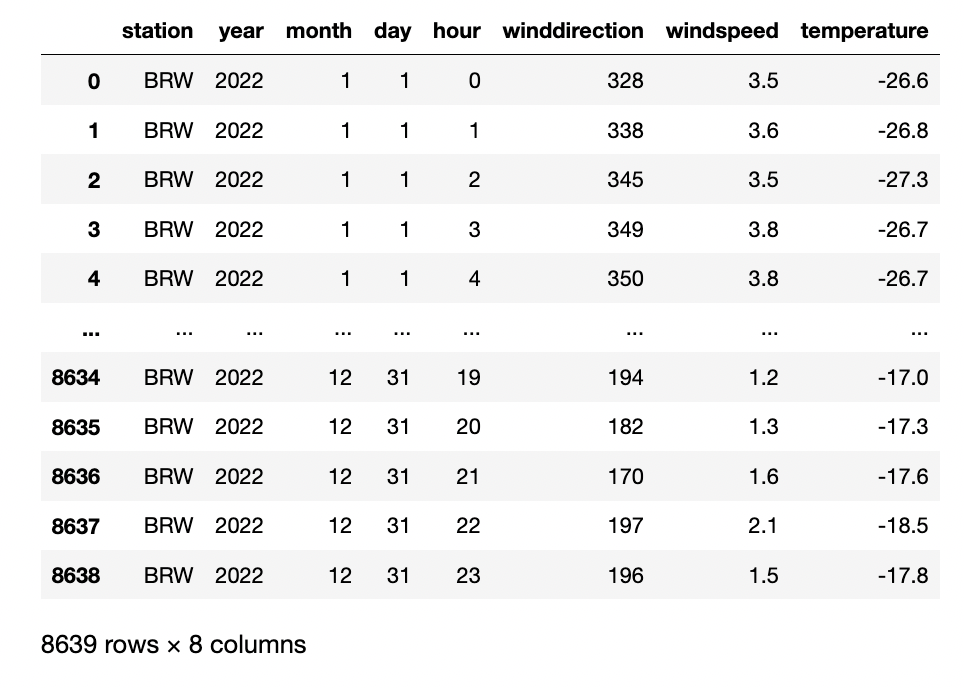 station year month day hour winddirection windspeed temperature
0 BRW 2022 1 1 0 328 3.5 -26.6
1 BRW 2022 1 1 1 338 3.6 -26.8
2 BRW 2022 1 1 2 345 3.5 -27.3
3 BRW 2022 1 1 3 349 3.8 -26.7
4 BRW 2022 1 1 4 350 3.8 -26.7
... ... ... ... ... ... ... ... ...
8634 BRW 2022 12 31 19 194 1.2 -17.0
8635 BRW 2022 12 31 20 182 1.3 -17.3
8636 BRW 2022 12 31 21 170 1.6 -17.6
8637 BRW 2022 12 31 22 197 2.1 -18.5
8638 BRW 2022 12 31 23 196 1.5 -17.8
8639 rows × 8 columns